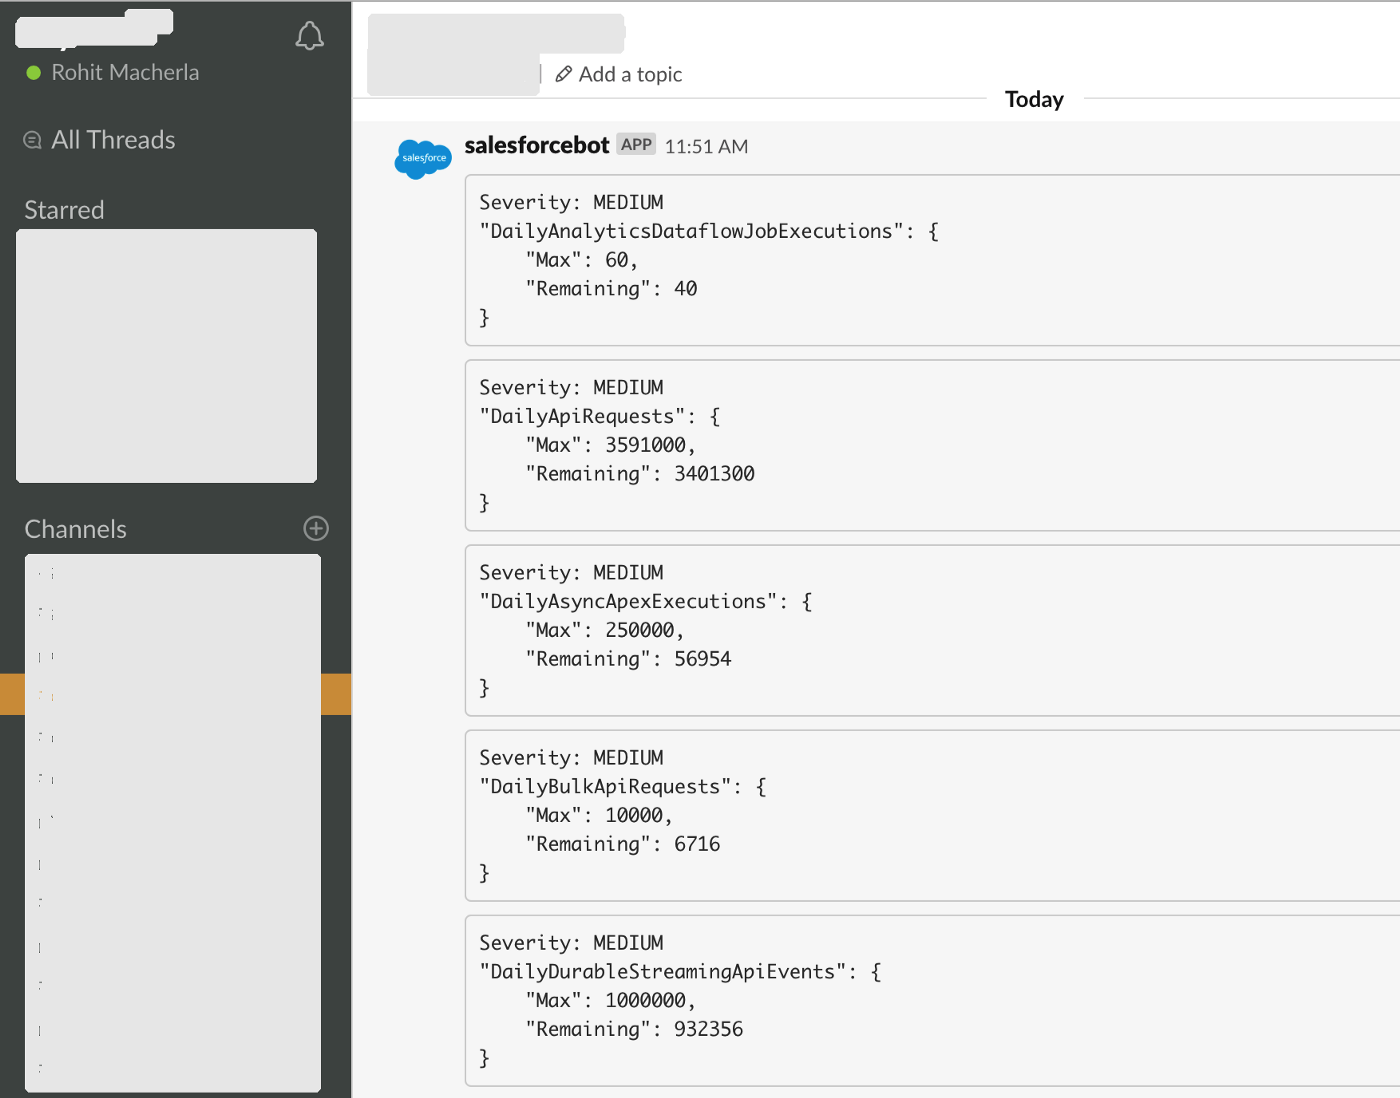 Rohit Macherla
All Threads
Starred
Channels
Add a topic
Today
salesforce
salesforcebot APP 11:51 AM
Severity: MEDIUM
"DailyAnalyticsDataflowJobExecutions": {
"Max": 60,
"Remaining": 40
}
Severity: MEDIUM
"DailyApiRequests": {
"Max": 3591000,
"Remaining": 3401300
}
Severity: MEDIUM
"DailyAsyncApexExecutions": {
"Max": 250000,
"Remaining": 56954
}
Severity: MEDIUM
"DailyBulkApiRequests": {
"Max": 10000,
"Remaining": 6716
}
Severity: MEDIUM
"DailyDurableStreamingApiEvents": {
"Max": 1000000,
"Remaining": 932356
}